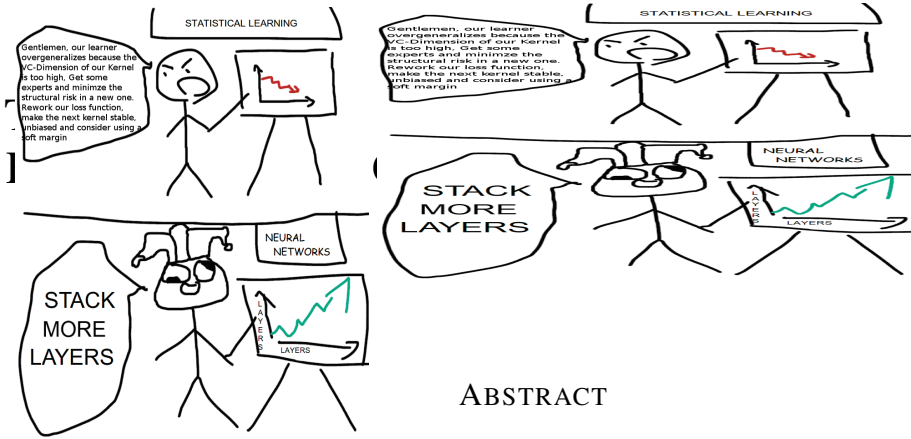 STATISTICAL LEARNING
Gentlemen, our learner
overgeneralizes because the
VC-Dimension of our Kernel
is too high, Get some
experts and minimze the
structural risk in a new one.
Rework our loss function,
make the next kernel stable,
unbiased and consider using a
soft margin
NEURAL
NETWORKS
STACK
MORE
LAYERS
LAYERS
LAYERS
STATISTICAL LEARNING
Gentlemen, our learner
overgeneralizes because the
VC-Dimension of our Kernel
is too high, Get some
experts and minimize the
structural risk in a new one.
Rework our loss function,
make the next kernel stable,
unbiased and consider using a
soft margin
NEURAL
NETWORKS
STACK
MORE
LAYERS
LAYERS
LAYERS
ABSTRACT